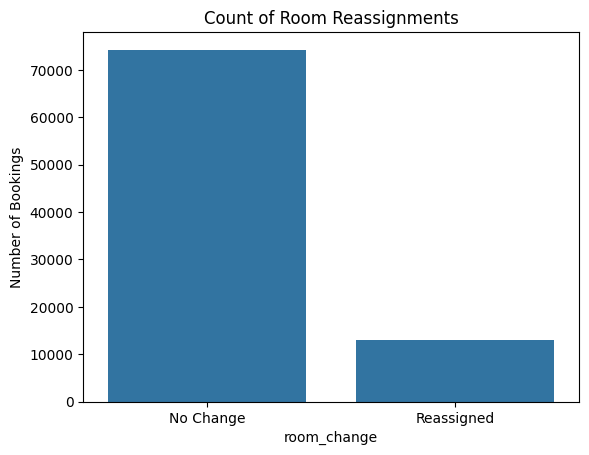 Count of Room Reassignments
Number of Bookings
70000
60000
50000
40000
30000
20000
10000
0
No Change
Reassigned
room_change